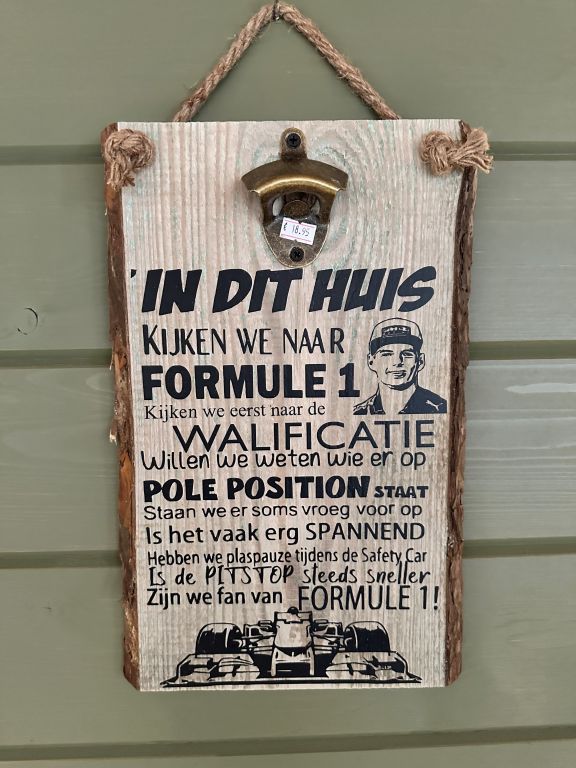 € 18.95
'IN DIT HUIS
KIJKEN WE NAAR
FORMULE 1
Kijken we eerst naar de
WALIFICATIE
Willen we weten wie er op
POLE POSITION STAAT
Staan we er soms vroeg voor op
Is het vaak erg SPANNEND
Hebben we plaspauze tijdens de Safety Car
Is de PITSTOP steeds sneller
Zijn we fan van FORMULE 1!